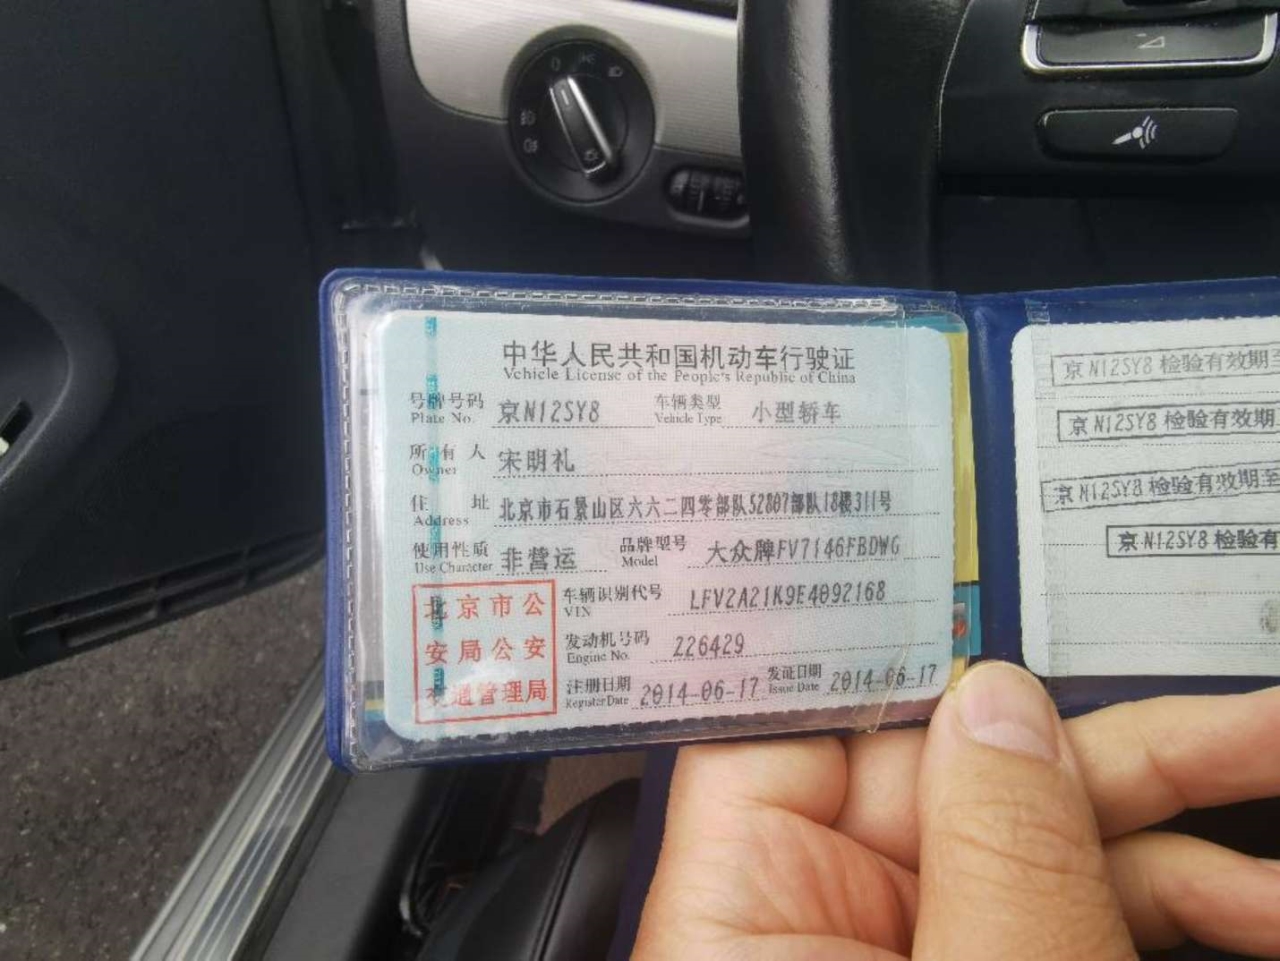 中华人民共和国机动车行驶证
Vehicle License of the People's Republic of China
号牌号码 京N12SY8 车辆类型 小型轿车
Plate No. Vehicle Type
所有人 宋明礼
Owner
住址 北京市石景山区六六二四零部队52807部队18楼311号
Address
使用性质 非营运 品牌型号 大众牌FV7146FBDWG
Use Character Model
车辆识别代号 LFV2A21K9E4092168
VIN
发动机号码 226429
Engine No.
注册日期 2014-06-17 发证日期 2014-06-17
Register Date Issue Date
北京市公
安局公安
交通管理局
京N12SY8检验有效期至
京N12SY8检验有效期
京N12SY8检验有效期至
京N12SY8检验有